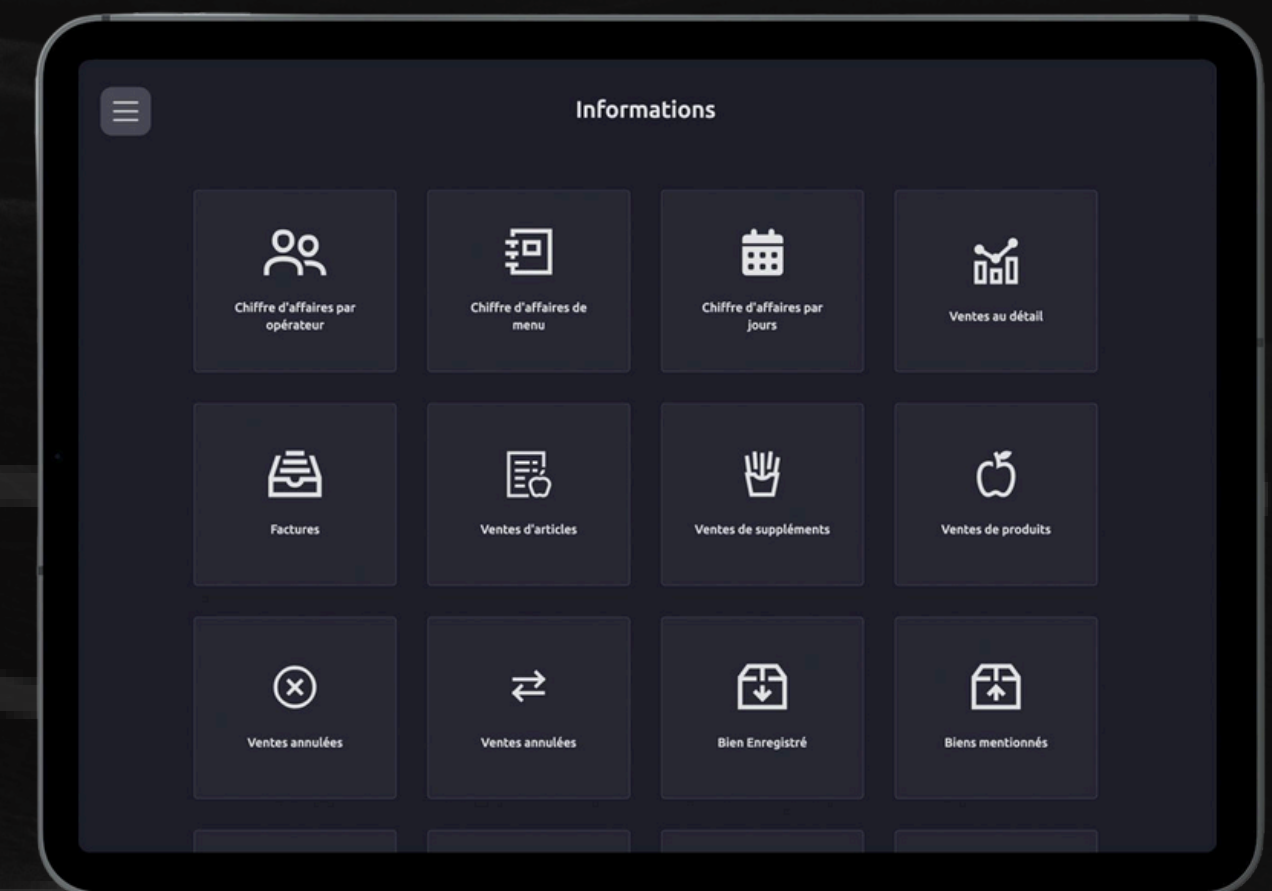 Informations
Chiffre d'affaires par
opérateur
Chiffre d'affaires de
menu
Chiffre d'affaires par
jours
Ventes au détail
Factures
Ventes d'articles
Ventes de suppléments
Ventes de produits
Ventes annulées
Ventes annulées
Bien Enregistré
Biens mentionnés